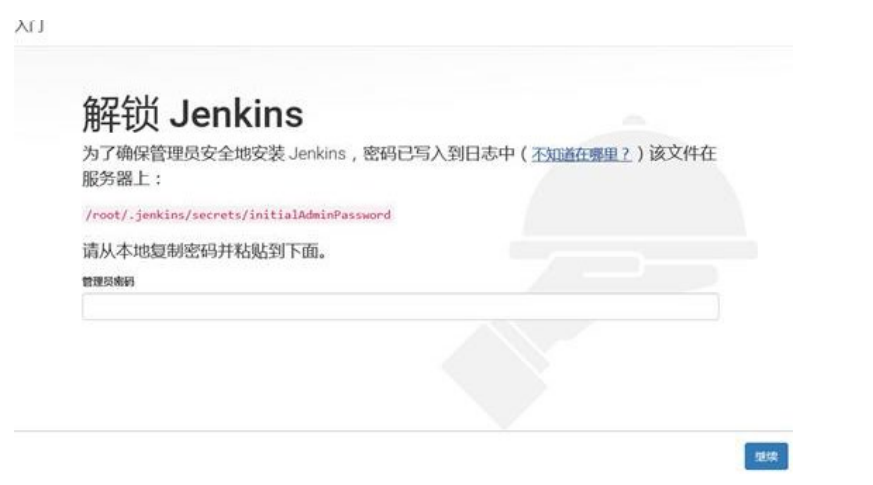 入门
解锁 Jenkins
为了确保管理员安全地安装 Jenkins，密码已写入到日志中（不知道在哪里？）该文件在
服务器上：
/root/.jenkins/secrets/initialAdminPassword
请从本地复制密码并粘贴到下面。
管理员密码
继续